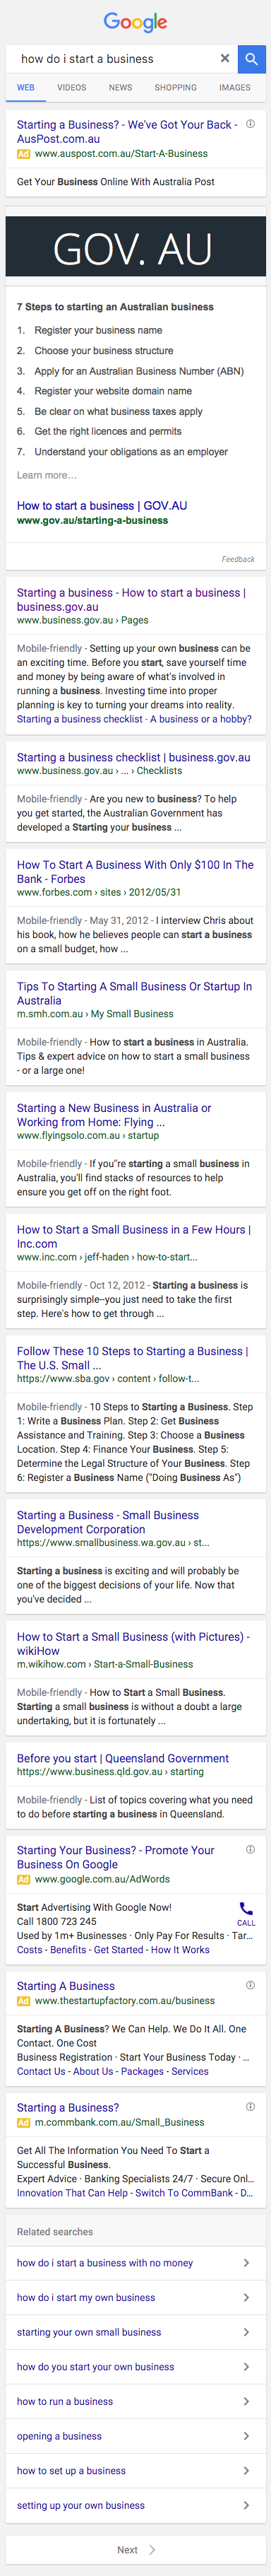 Google
how do i start a business
WEB VIDEOS NEWS SHOPPING IMAGES
Starting a Business? - We've Got Your Back -
AusPost.com.au
Ad www.auspost.com.au/Start-A-Business
Get Your Business Online With Australia Post
GOV. AU
7 Steps to starting an Australian business
1. Register your business name
2. Choose your business structure
3. Apply for an Australian Business Number (ABN)
4. Register your website domain name
5. Be clear on what business taxes apply
6. Get the right licences and permits
7. Understand your obligations as an employer
Learn more...
How to start a business | GOV.AU
www.gov.au/starting-a-business
Feedback
Starting a business - How to start a business |
business.gov.au
www.business.gov.au › Pages
Mobile-friendly - Setting up your own business can be
an exciting time. Before you start, save yourself time
and money by being aware of what's involved in
running a business. Investing time into proper
planning is key to turning your dreams into reality.
Starting a business checklist - A business or a hobby?
Starting a business checklist | business.gov.au
www.business.gov.au › ... › Checklists
Mobile-friendly - Are you new to business? To help
you get started, the Australian Government has
developed a Starting your business ...
How To Start A Business With Only $100 In The
Bank - Forbes
www.forbes.com › sites › 2012/05/31
Mobile-friendly - May 31, 2012 - I interview Chris about
his book, how he believes people can start a business
on a small budget, how ...
Tips To Starting A Small Business Or Startup In
Australia
m.smh.com.au › My Small Business
Mobile-friendly - How to start a business in Australia.
Tips & expert advice on how to start a small business
- or a large one!
Starting a New Business in Australia or
Working from Home: Flying ...
www.flyingsolo.com.au › startup
Mobile-friendly - If you"re starting a small business in
Australia, you'll find stacks of resources to help
ensure you get off on the right foot.
How to Start a Small Business in a Few Hours |
Inc.com
www.inc.com › jeff-haden › how-to-start...
Mobile-friendly - Oct 12, 2012 - Starting a business is
surprisingly simple–you just need to take the first
step. Here's how to get through ...
Follow These 10 Steps to Starting a Business |
The U.S. Small ...
https://www.sba.gov › content › follow-t...
Mobile-friendly - 10 Steps to Starting a Business. Step
1: Write a Business Plan. Step 2: Get Business
Assistance and Training. Step 3: Choose a Business
Location. Step 4: Finance Your Business. Step 5:
Determine the Legal Structure of Your Business. Step
6: Register a Business Name ("Doing Business As")
Starting a Business - Small Business
Development Corporation
https://www.smallbusiness.wa.gov.au › st...
Starting a business is exciting and will probably be
one of the biggest decisions of your life. Now that
you've decided ...
How to Start a Small Business (with Pictures) -
wikiHow
m.wikihow.com › Start-a-Small-Business
Mobile-friendly - How to Start a Small Business.
Starting a small business is without a doubt a large
undertaking, but it is fortunately ...
Before you start | Queensland Government
https://www.business.qld.gov.au › starting
Mobile-friendly - List of topics covering what you need
to do before starting a business in Queensland.
Starting Your Business? - Promote Your
Business On Google
Ad www.google.com.au/AdWords
Start Advertising With Google Now!
Call 1800 723 245
CALL
Used by 1m+ Businesses · Only Pay For Results · Tar...
Costs - Benefits - Get Started - How It Works
Starting A Business
Ad www.thestartupfactory.com.au/business
Starting A Business? We Can Help. We Do It All. One
Contact. One Cost
Business Registration · Start Your Business Today · ...
Contact Us - About Us - Packages - Services
Starting a Business?
Ad m.commbank.com.au/Small_Business
Get All The Information You Need To Start a
Successful Business.
Expert Advice · Banking Specialists 24/7 · Secure Onl...
Innovation That Can Help - Switch To CommBank - D...
Related searches
how do i start a business with no money
how do i start my own business
starting your own small business
how do you start your own business
how to run a business
opening a business
how to set up a business
setting up your own business
Next